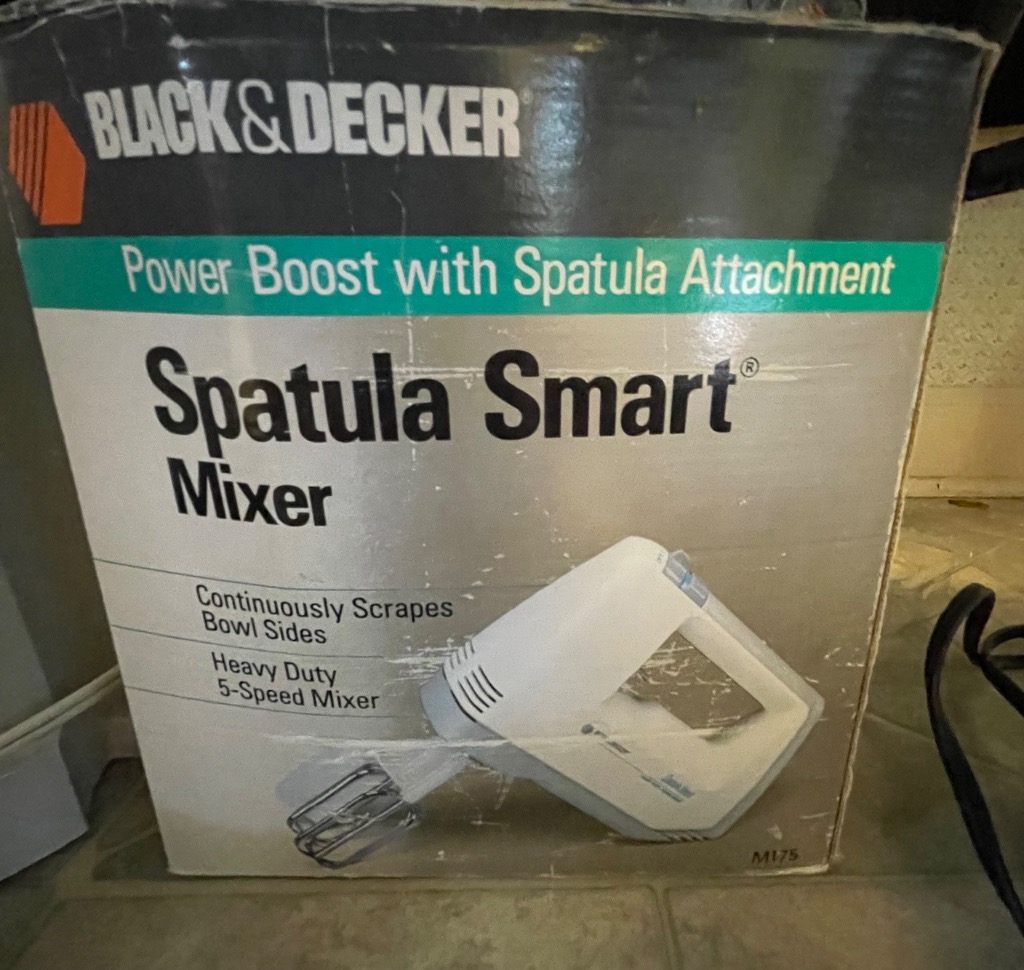 BLACK&DECKER
Power Boost with Spatula Attachment
Spatula Smart®
Mixer
Continuously Scrapes
Bowl Sides
Heavy Duty
5-Speed Mixer
M175